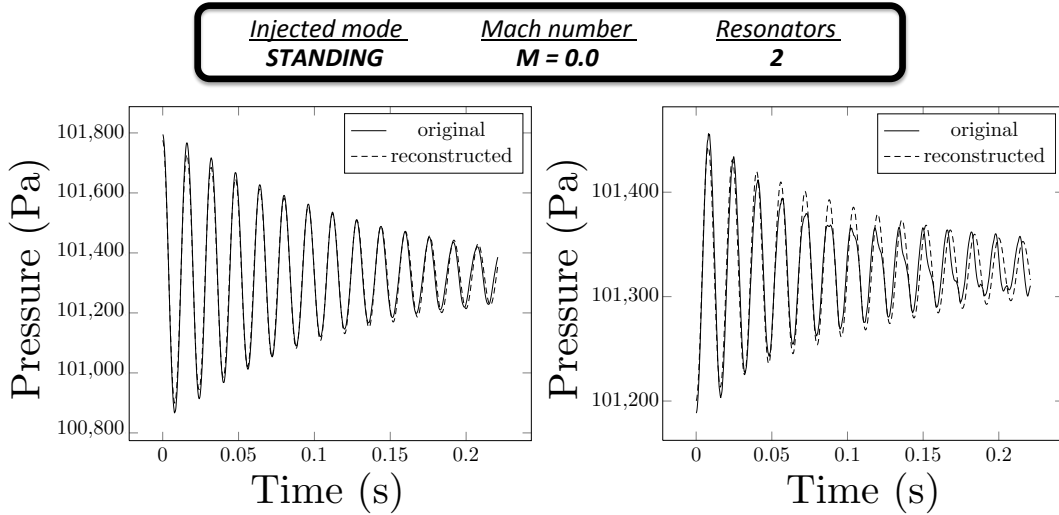 Injected mode Mach number Resonators
STANDING M = 0.0 2
original
reconstructed
101,800
101,600
101,400
101,200
101,000
100,800
Pressure (Pa)
0 0.05 0.1 0.15 0.2
Time (s)
original
reconstructed
101,400
101,300
101,200
Pressure (Pa)
0 0.05 0.1 0.15 0.2
Time (s)